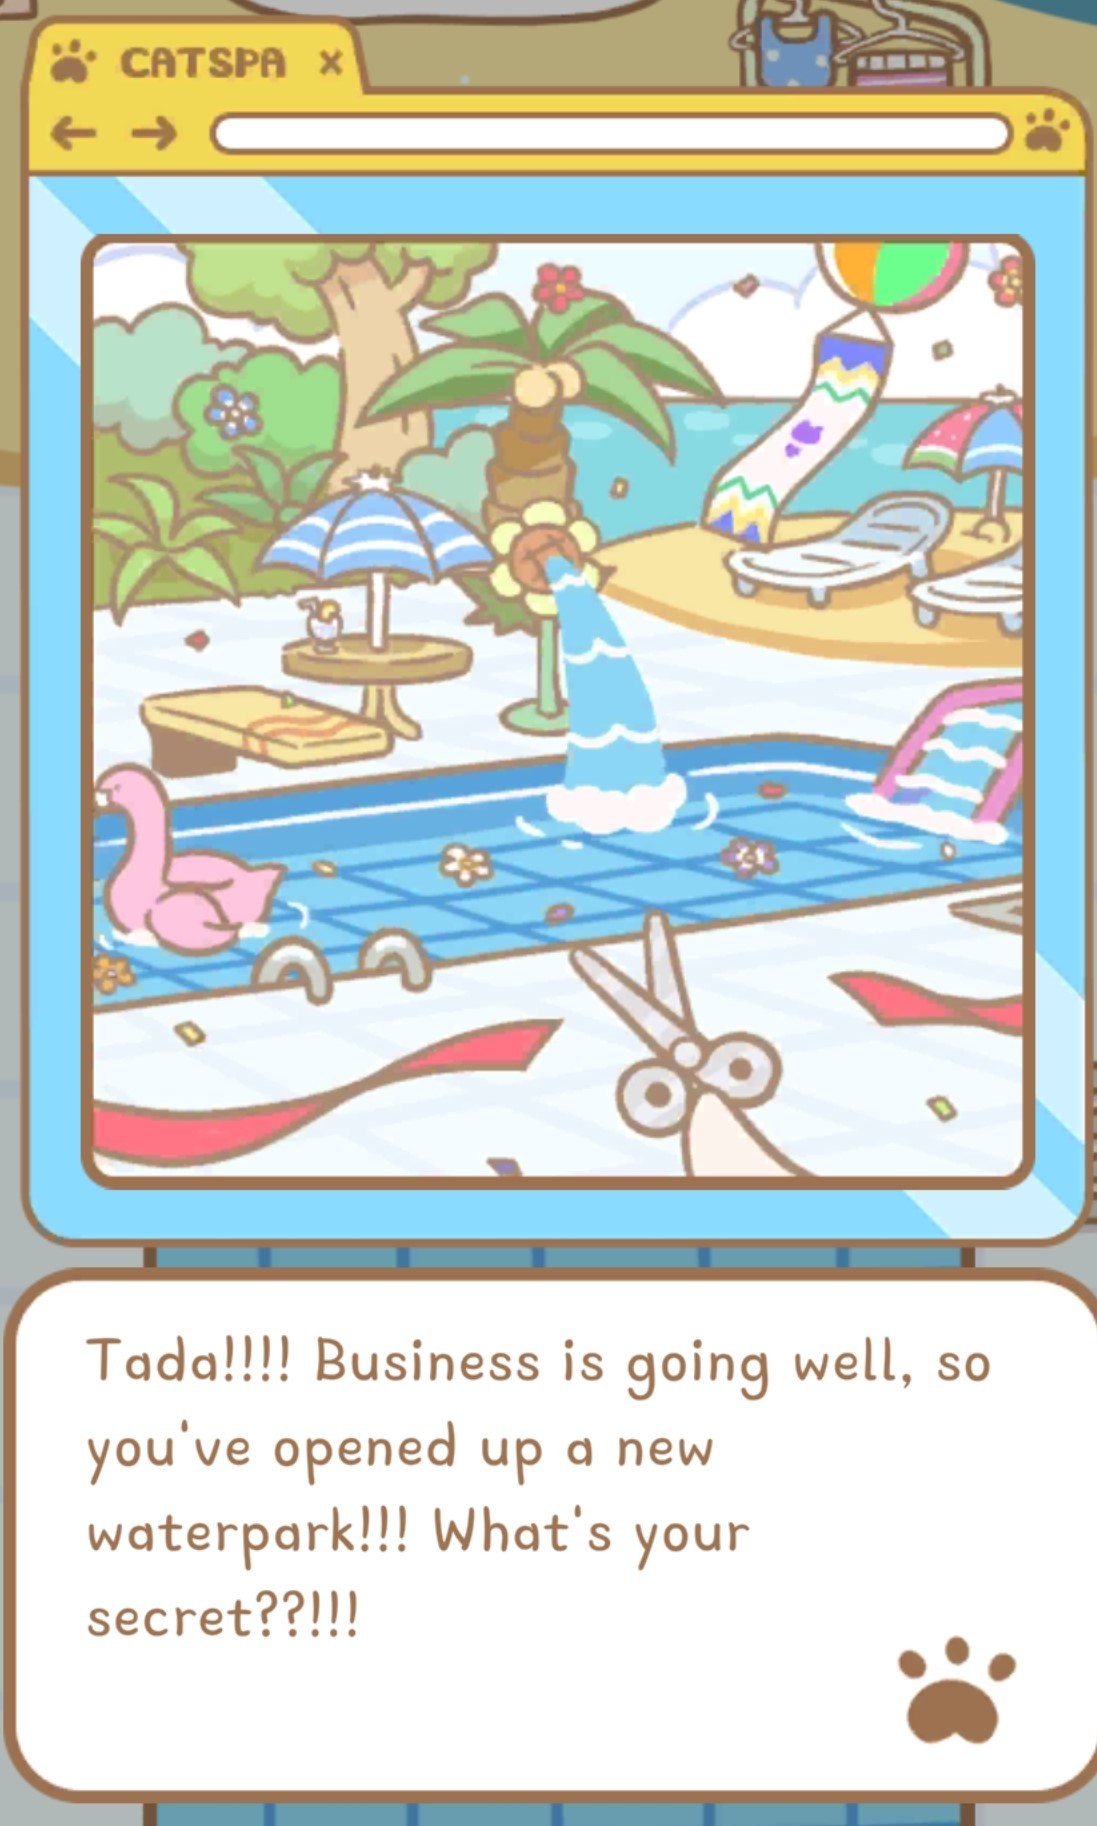 CATSPA x
Tada!!!! Business is going well, so
you've opened up a new
waterpark!!! What's your
secret??!!!